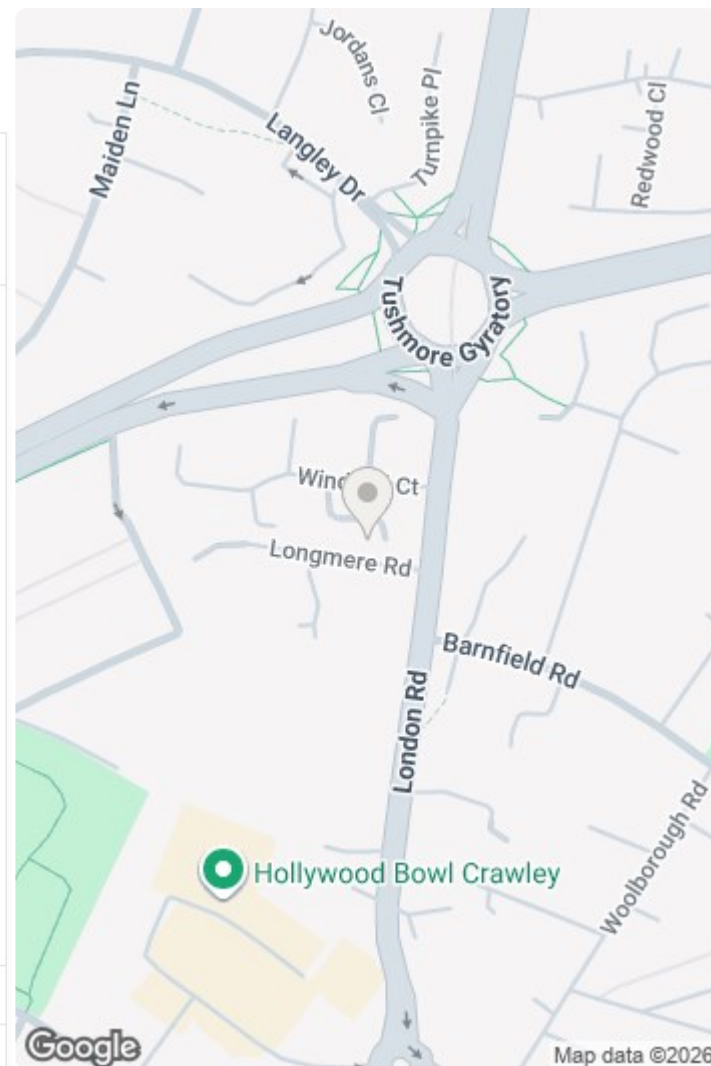 Jordans Cl
Turnpike Pl
Redwood Cl
Maiden Ln
Langley Dr
Tushmore Gyratory
Ct
Longmere Rd
Barnfield Rd
London Rd
Woolborough Rd
Hollywood Bowl Crawley
Google
Map data ©2026